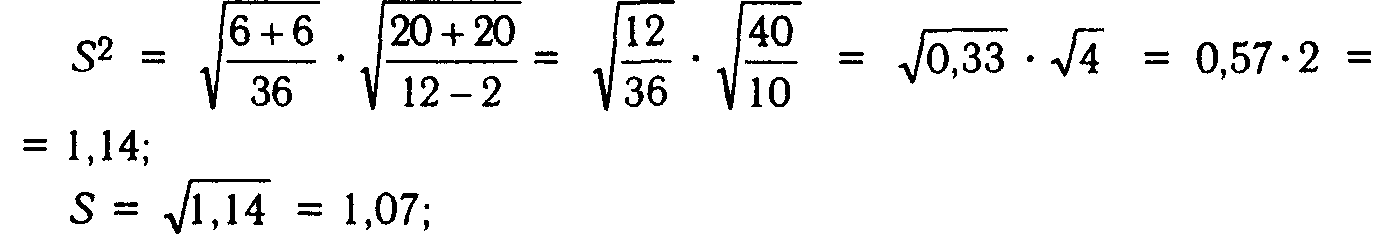 S² = √((6 + 6)/36) · √((20 + 20)/(12 – 2)) = √(12/36) · √(40/10) = √0,33 · √4 = 0,57 · 2 =
= 1,14;
S = √1,14 = 1,07;